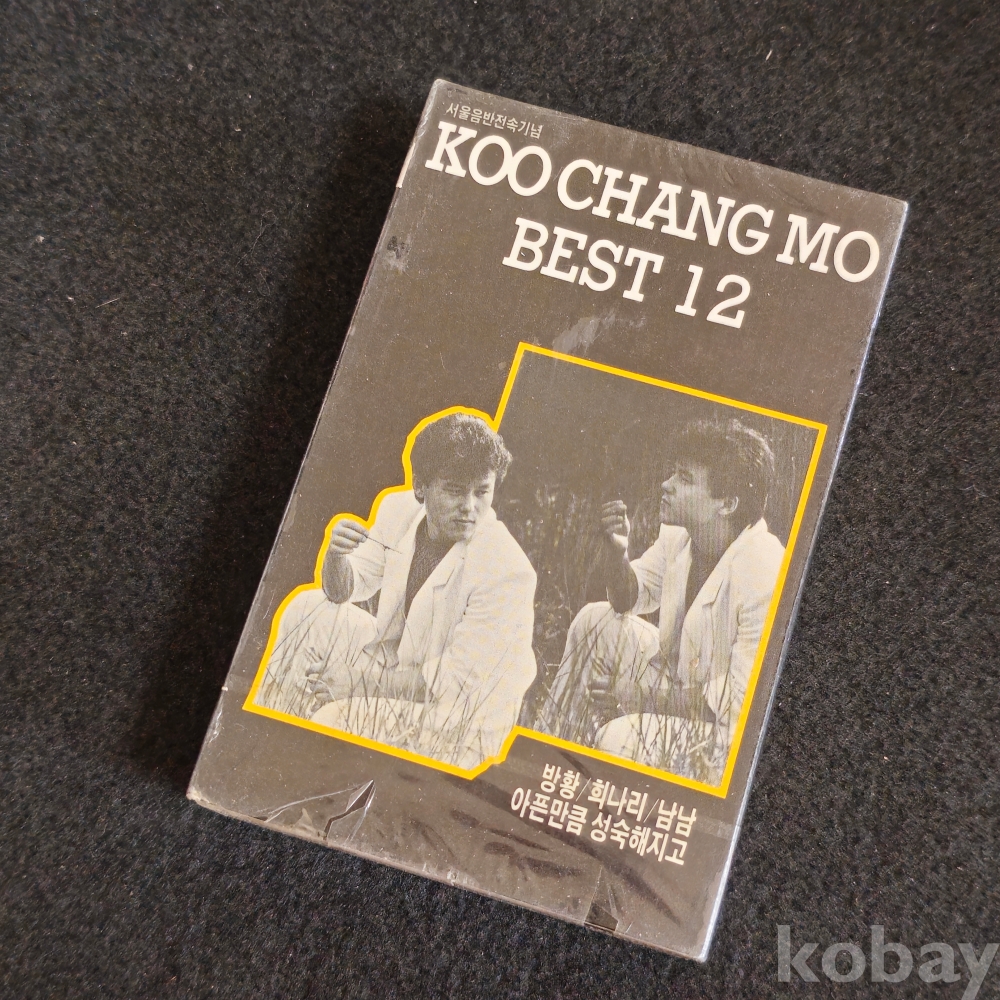 서울음반전속기념
KOO CHANG MO
BEST 12
방황/희나리/남남
아픈만큼 성숙해지고
kobay